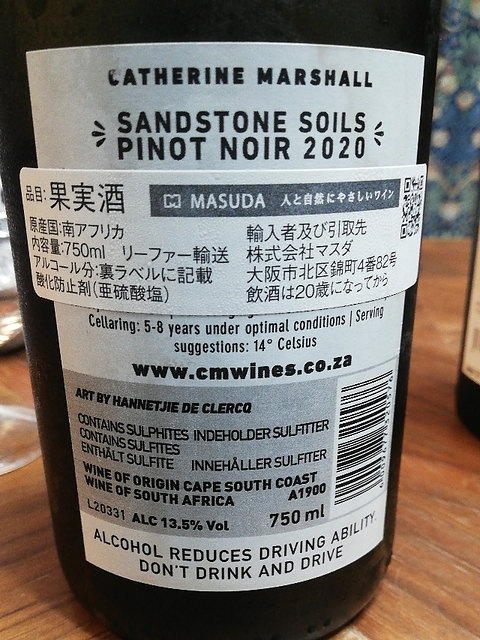 CATHERINE MARSHALL
SANDSTONE SOILS
PINOT NOIR 2020
品目:果実酒
MASUDA 人と自然にやさしいワイン
原産国:南アフリカ
内容量:750ml リーファー輸送
アルコール分:裏ラベルに記載
酸化防止剤(亜硫酸塩)
輸入者及び引取先
株式会社マスダ
大阪市北区錦町4番82号
飲酒は20歳になってから
Cellaring: 5-8 years under optimal conditions | Serving
suggestions: 14° Celsius
www.cmwines.co.za
ART BY HANNETJIE DE CLERCQ
CONTAINS SULPHITES INDEHOLDER SULFITTER
CONTAINS SULFITES
ENTHÄLT SULFITE INNEHÅLLER SULFITER
WINE OF ORIGIN CAPE SOUTH COAST
WINE OF SOUTH AFRICA A1900
L20331 ALC 13.5% Vol 750 ml
ALCOHOL REDUCES DRIVING ABILITY.
DON'T DRINK AND DRIVE